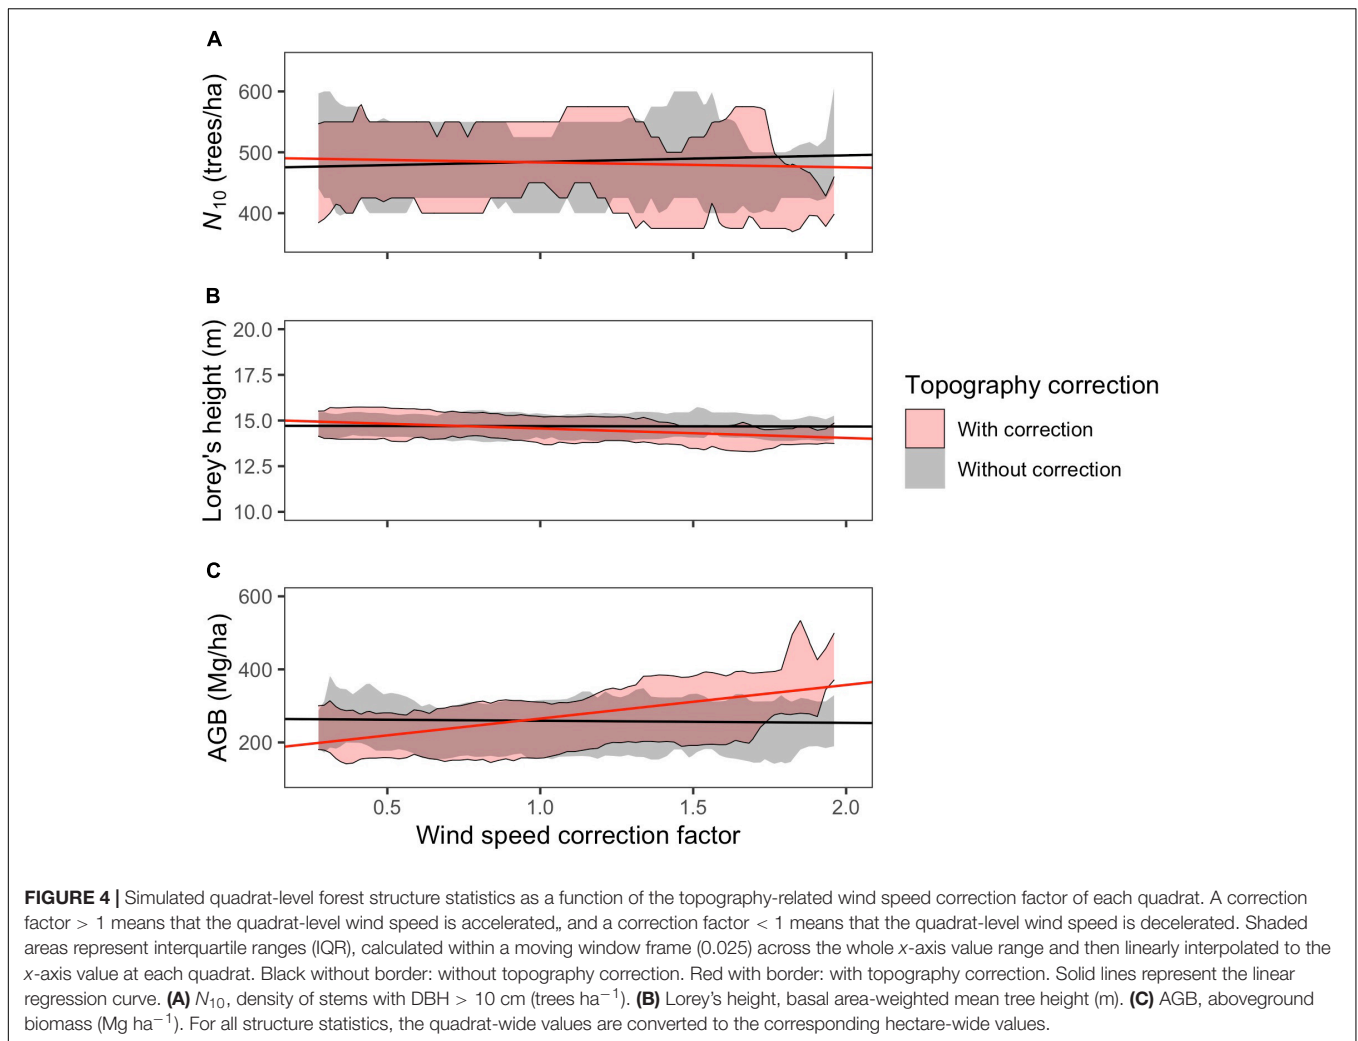 A
N10 (trees/ha)
600
500
400
B
Lorey's height (m)
20.0
17.5
15.0
12.5
10.0
Topography correction
With correction
Without correction
C
AGB (Mg/ha)
600
400
200
0.5 1.0 1.5 2.0
Wind speed correction factor
FIGURE 4 | Simulated quadrat-level forest structure statistics as a function of the topography-related wind speed correction factor of each quadrat. A correction
factor > 1 means that the quadrat-level wind speed is accelerated,, and a correction factor < 1 means that the quadrat-level wind speed is decelerated. Shaded
areas represent interquartile ranges (IQR), calculated within a moving window frame (0.025) across the whole x-axis value range and then linearly interpolated to the
x-axis value at each quadrat. Black without border: without topography correction. Red with border: with topography correction. Solid lines represent the linear
regression curve. (A) N10, density of stems with DBH > 10 cm (trees ha−1). (B) Lorey's height, basal area-weighted mean tree height (m). (C) AGB, aboveground
biomass (Mg ha−1). For all structure statistics, the quadrat-wide values are converted to the corresponding hectare-wide values.